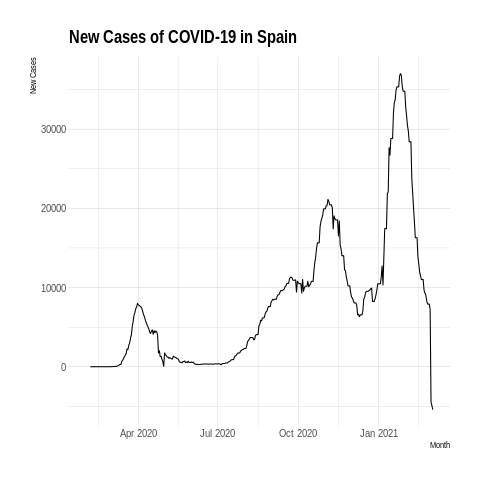 New Cases of COVID-19 in Spain
New Cases
30000
20000
10000
0
Apr 2020
Jul 2020
Oct 2020
Jan 2021
Month